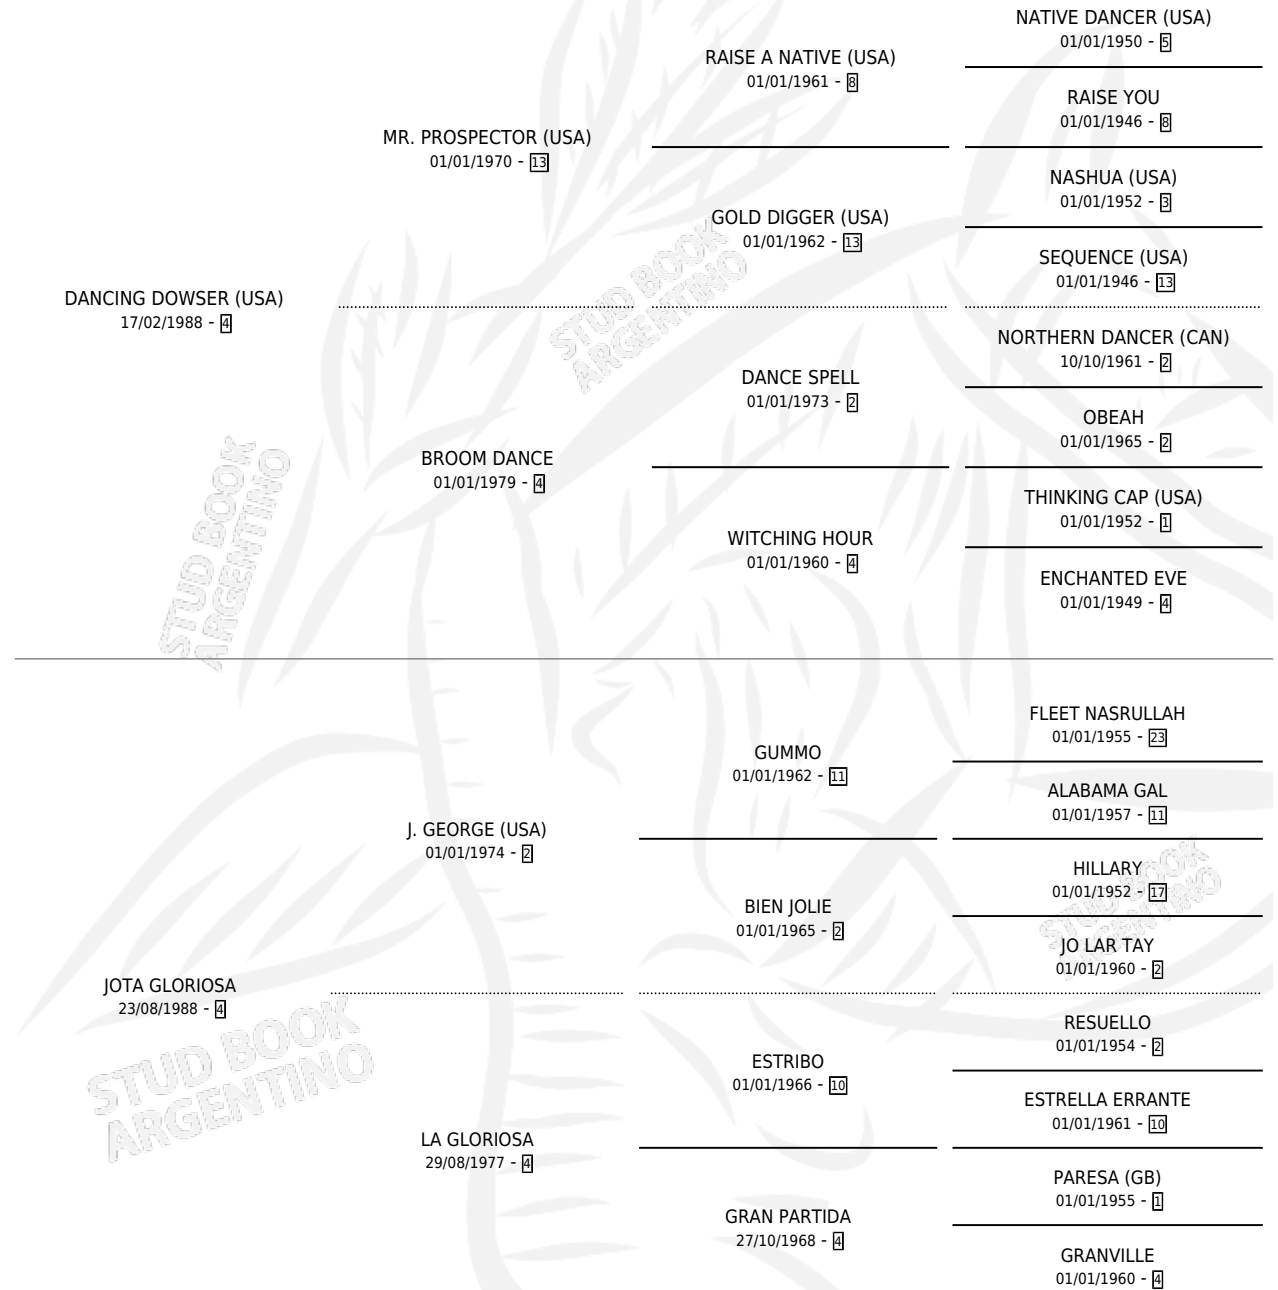 NATIVE DANCER (USA)
01/01/1950 - 5
RAISE A NATIVE (USA)
01/01/1961 - 8
RAISE YOU
01/01/1946 - 8
MR. PROSPECTOR (USA)
01/01/1970 - 13
NASHUA (USA)
01/01/1952 - 3
GOLD DIGGER (USA)
01/01/1962 - 13
SEQUENCE (USA)
01/01/1946 - 13
DANCING DOWSER (USA)
17/02/1988 - 4
NORTHERN DANCER (CAN)
10/10/1961 - 2
DANCE SPELL
01/01/1973 - 2
OBEAH
01/01/1965 - 2
BROOM DANCE
01/01/1979 - 4
THINKING CAP (USA)
01/01/1952 - 1
WITCHING HOUR
01/01/1960 - 4
ENCHANTED EVE
01/01/1949 - 4
STUD BOOK
ARGENTINO
STUD BOOK
ARGENTINO
FLEET NASRULLAH
01/01/1955 - 23
GUMMO
01/01/1962 - 11
ALABAMA GAL
01/01/1957 - 11
J. GEORGE (USA)
01/01/1974 - 2
HILLARY
01/01/1952 - 17
BIEN JOLIE
01/01/1965 - 2
JO LAR TAY
01/01/1960 - 2
JOTA GLORIOSA
23/08/1988 - 4
RESUELLO
01/01/1954 - 2
ESTRIBO
01/01/1966 - 10
ESTRELLA ERRANTE
01/01/1961 - 10
LA GLORIOSA
29/08/1977 - 4
PARESA (GB)
01/01/1955 - 1
GRAN PARTIDA
27/10/1968 - 4
GRANVILLE
01/01/1960 - 4
STUD BOOK
ARGENTINO
STUD BOOK
ARGENTINO